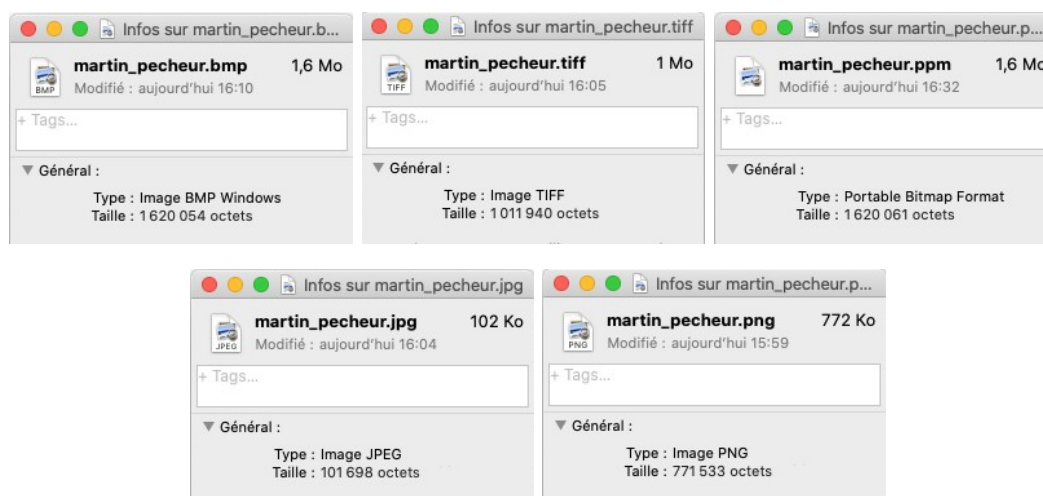 Infos sur martin_pecheur.b...
martin_pecheur.bmp 1,6 Mo
Modifié : aujourd'hui 16:10
BMP
+ Tags...
▼ Général :
Type : Image BMP Windows
Taille : 1 620 054 octets
Infos sur martin_pecheur.tiff
martin_pecheur.tiff 1 Mo
Modifié : aujourd'hui 16:05
TIFF
+ Tags...
▼ Général :
Type : Image TIFF
Taille : 1 011 940 octets
Infos sur martin_pecheur.p...
martin_pecheur.ppm 1,6 Mo
Modifié : aujourd'hui 16:32
+ Tags...
▼ Général :
Type : Portable Bitmap Format
Taille : 1 620 061 octets
Infos sur martin_pecheur.jpg
martin_pecheur.jpg 102 Ko
Modifié : aujourd'hui 16:04
JPEG
+ Tags...
▼ Général :
Type : Image JPEG
Taille : 101 698 octets
Infos sur martin_pecheur.p...
martin_pecheur.png 772 Ko
Modifié : aujourd'hui 15:59
PNG
+ Tags...
▼ Général :
Type : Image PNG
Taille : 771 533 octets